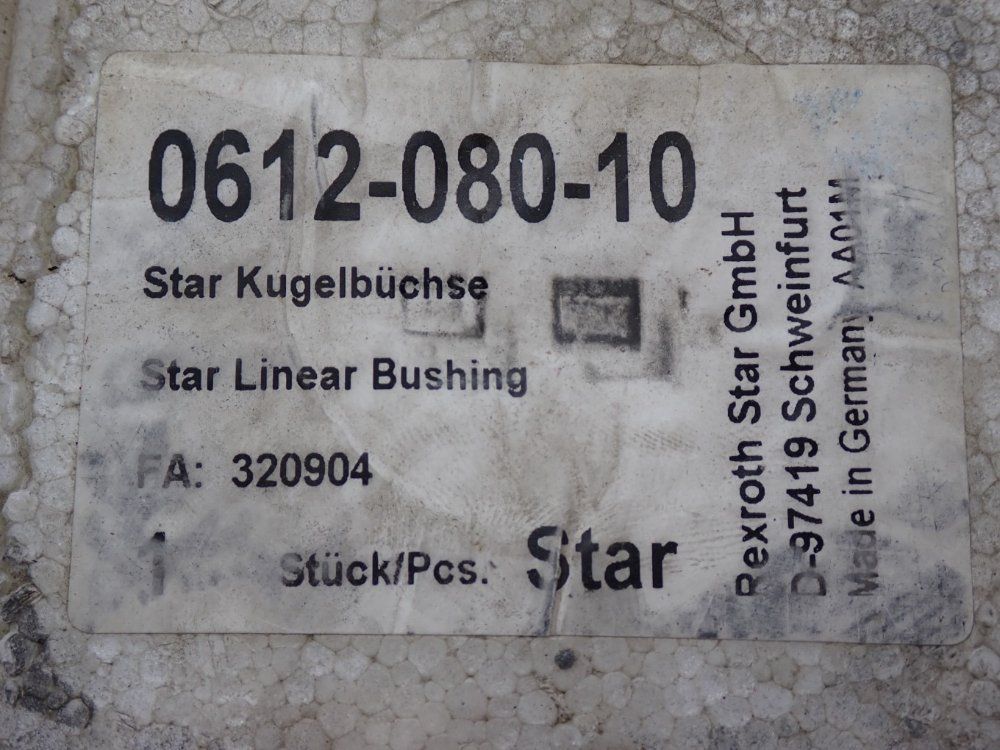 0612-080-10
Star Kugelbüchse
Star Linear Bushing
FA: 320904
1 Stück/Pcs. Star
Rexroth Star GmbH
D-97419 Schweinfurt
Made in Germany AA01M